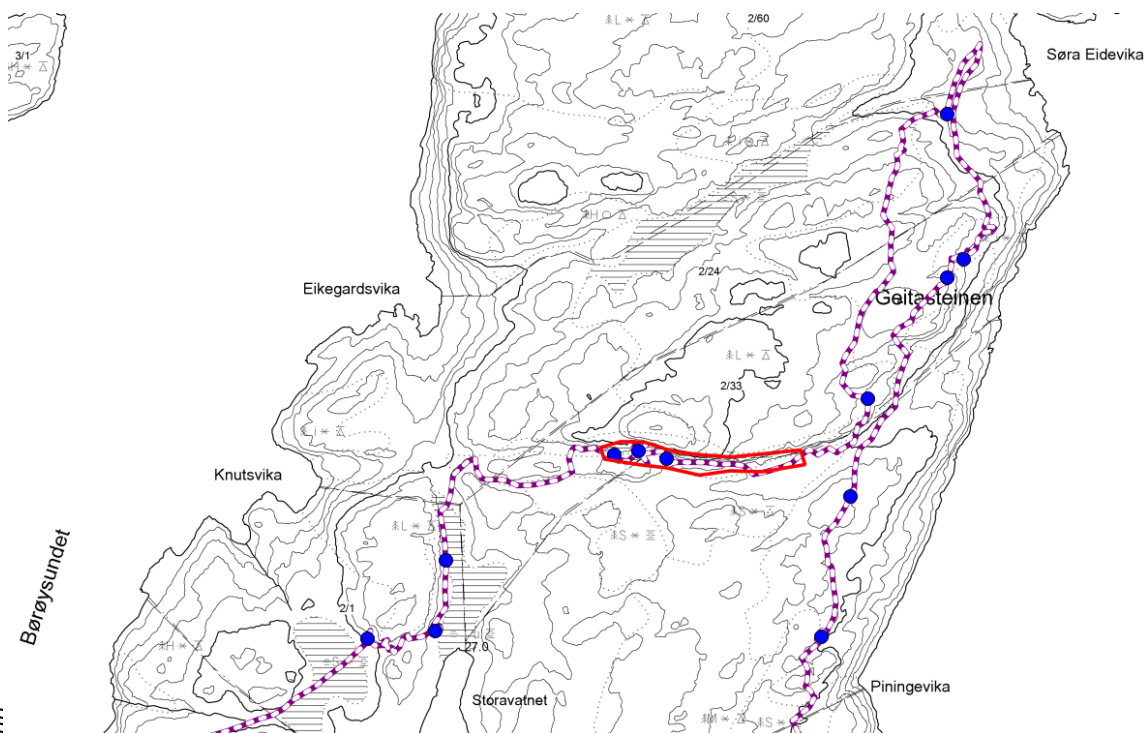 2/60
Søra Eidevika
3/1
2/24
Eikegardsvika
Geitasteinen
2/33
Knutsvika
Børøysundet
2/1
27.0
Storavatnet
Piningevika